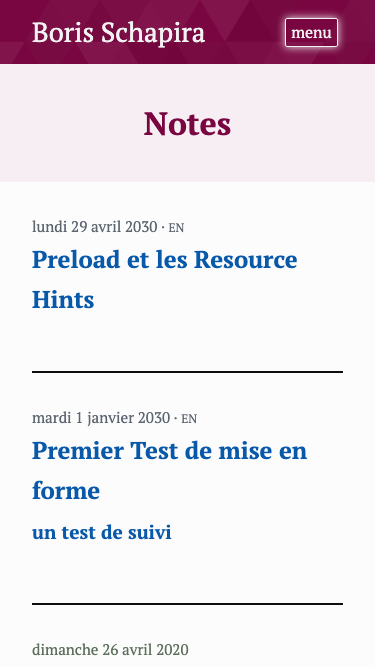 Boris Schapira
menu
Notes
lundi 29 avril 2030 · EN
Preload et les Resource
Hints
mardi 1 janvier 2030 · EN
Premier Test de mise en
forme
un test de suivi
dimanche 26 avril 2020